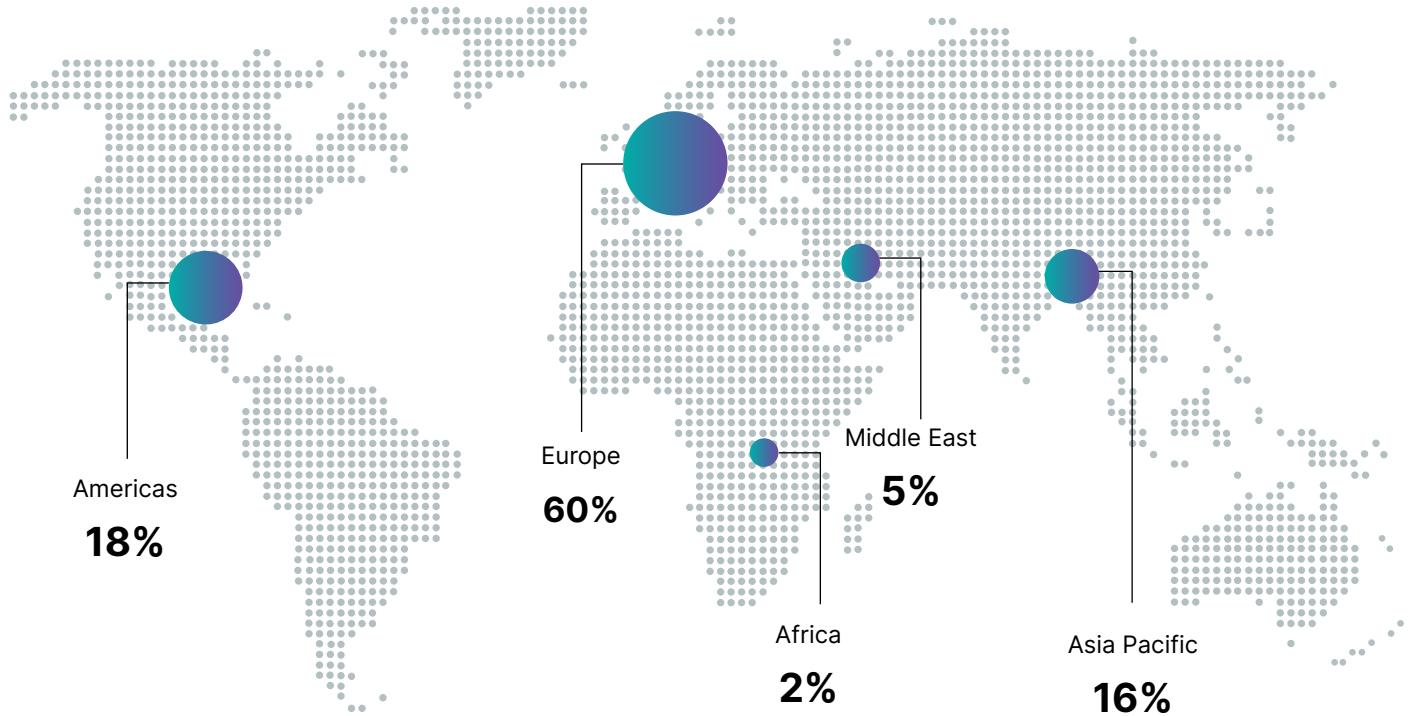 Americas
18%
Europe
60%
Middle East
5%
Africa
2%
Asia Pacific
16%